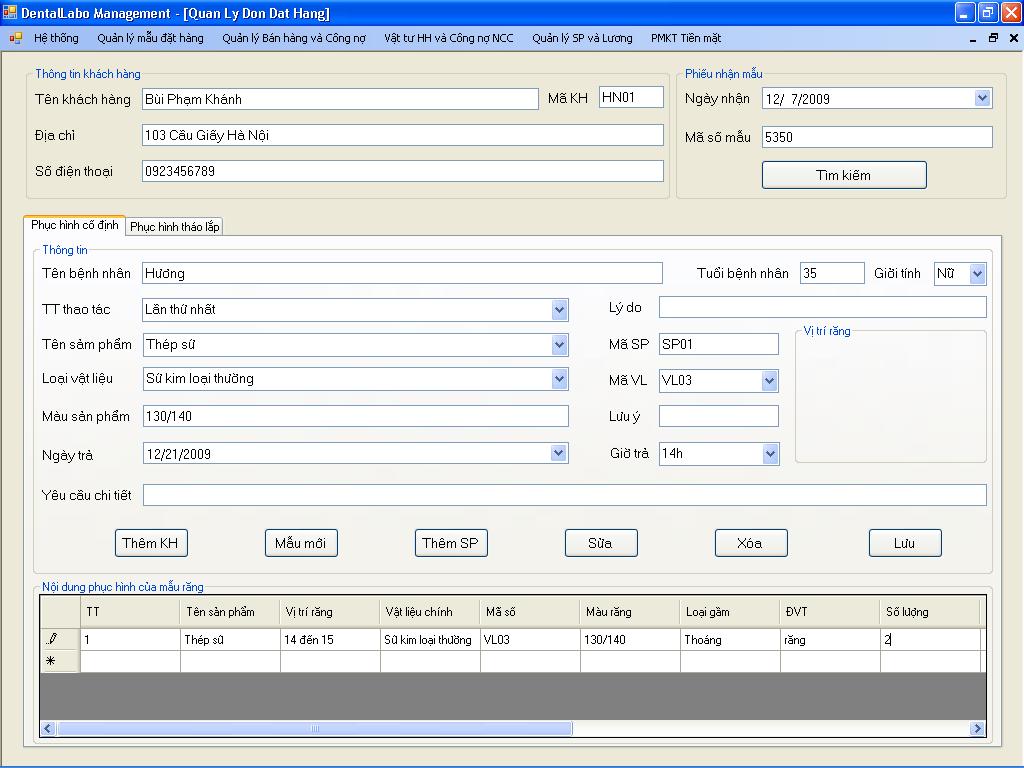 DentalLabo Management - [Quan Ly Don Dat Hang]
Hệ thống Quản lý mẫu đặt hàng Quản lý Bán hàng và Công nợ Vật tư HH và Công nợ NCC Quản lý SP và Lương PMKT Tiền mặt
Thông tin khách hàng
Tên khách hàng Bùi Phạm Khánh Mã KH HN01
Địa chỉ 103 Cầu Giấy Hà Nội
Số điện thoại 0923456789
Phiếu nhận mẫu
Ngày nhận 12/ 7/2009
Mã số mẫu 5350
Tìm kiếm
Phục hình cố định Phục hình tháo lắp
Thông tin
Tên bệnh nhân Hương Tuổi bệnh nhân 35 Giới tính Nữ
TT thao tác Lần thứ nhất Lý do
Tên sảm phẩm Thép sứ Mã SP SP01
Vị trí răng
Loại vật liệu Sứ kim loại thường Mã VL VL03
Màu sản phẩm 130/140 Lưu ý
Ngày trả 12/21/2009 Giờ trả 14h
Yêu cầu chi tiết
Thêm KH Mẫu mới Thêm SP Sửa Xóa Lưu
Nội dung phục hình của mẫu răng
TT Tên sản phẩm Vị trí răng Vật liệu chính Mã số Màu răng Loại gầm ĐVT Số lượng
1 Thép sứ 14 đến 15 Sứ kim loại thường VL03 130/140 Thoáng răng 2